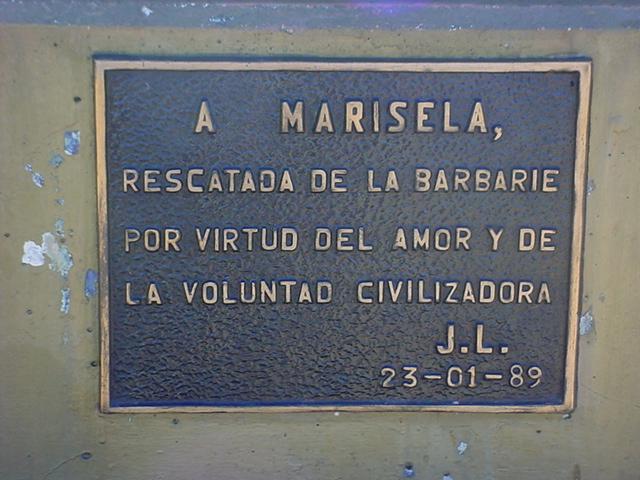 A MARISELA,
RESCATADA DE LA BARBARIE
POR VIRTUD DEL AMOR Y DE
LA VOLUNTAD CIVILIZADORA
J.L.
23-01-89